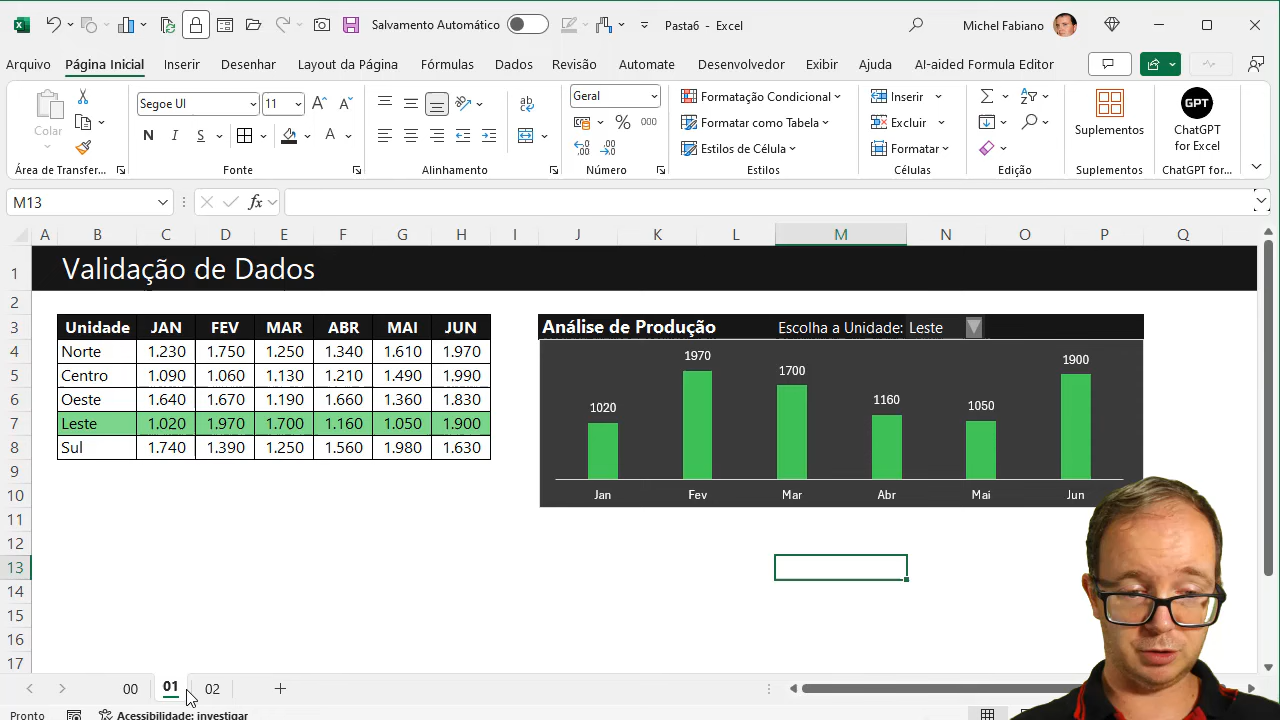 Salvamento Automático
Pasta6 - Excel
Michel Fabiano
Arquivo Página Inicial Inserir Desenhar Layout da Página Fórmulas Dados Revisão Automate Desenvolvedor Exibir Ajuda AI-aided Formula Editor
Colar
Área de Transfer...
Segoe UI 11
N I S
Fonte
ab
Alinhamento
Geral
% 000
Número
Formatação Condicional
Formatar como Tabela
Estilos de Célula
Estilos
Inserir
Excluir
Formatar
Células
Edição
Suplementos
Suplementos
GPT
ChatGPT
for Excel
ChatGPT for...
M13
fx
A B C D E F G H I J K L M N O P Q
1 Validação de Dados
2
3 Unidade JAN FEV MAR ABR MAI JUN
4 Norte 1.230 1.750 1.250 1.340 1.610 1.970
5 Centro 1.090 1.060 1.130 1.210 1.490 1.990
6 Oeste 1.640 1.670 1.190 1.660 1.360 1.830
7 Leste 1.020 1.970 1.700 1.160 1.050 1.900
8 Sul 1.740 1.390 1.250 1.560 1.980 1.630
9
10
11
12
13
14
15
16
17
Análise de Produção Escolha a Unidade: Leste
1020 1970 1700 1160 1050 1900
Jan Fev Mar Abr Mai Jun
00 01 02
Pronto Acessibilidade: investigar